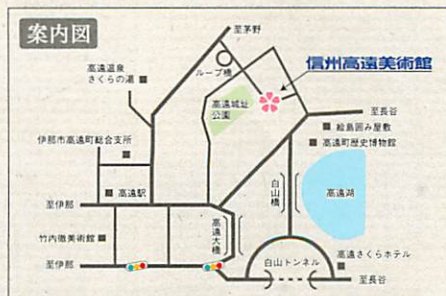 案内図
至茅野
高遠温泉
さくらの湯
ループ橋
信州高遠美術館
高遠城址
公園
至長谷
絵島囲み屋敷
高遠町歴史博物館
伊那市高遠町総合支所
高遠駅
白山橋
高遠湖
至伊那
高遠大橋
竹内徹美術館
高遠さくらホテル
白山トンネル
至伊那
至長谷